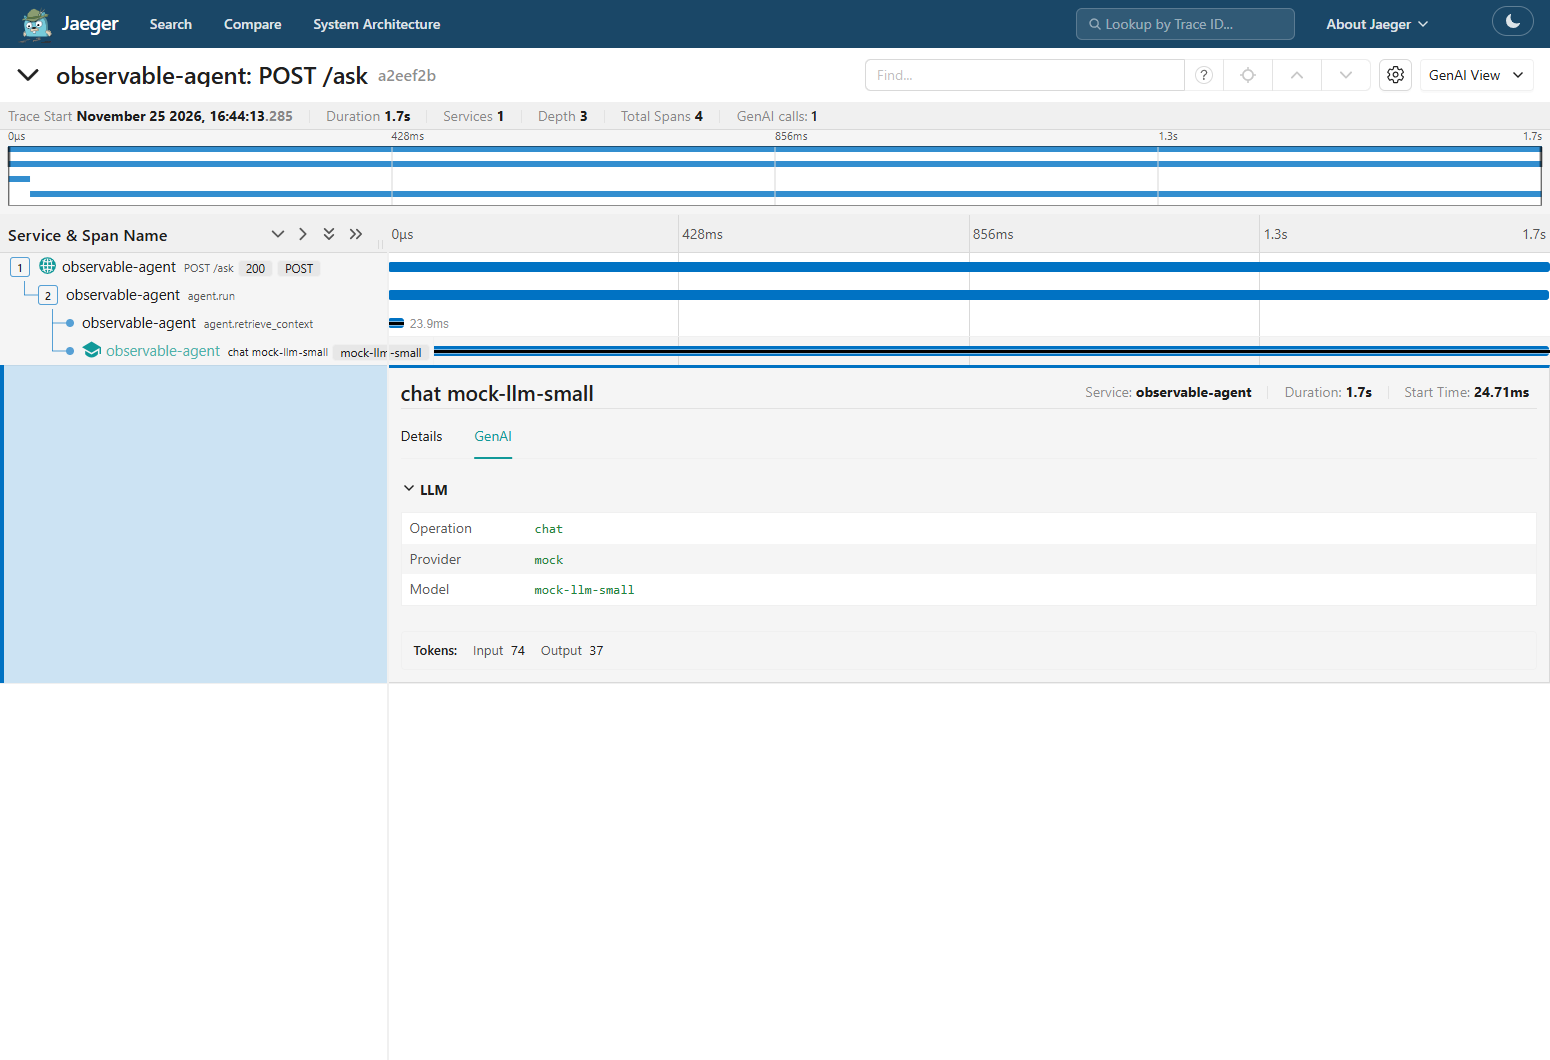 Jaeger Search Compare System Architecture Lookup by Trace ID... About Jaeger
observable-agent: POST /ask a2eef2b Find... ? GenAI View
Trace Start November 25 2026, 16:44:13.285 Duration 1.7s Services 1 Depth 3 Total Spans 4 GenAI calls: 1
0μs 428ms 856ms 1.3s 1.7s
Service & Span Name 0μs 428ms 856ms 1.3s 1.7s
1 observable-agent POST /ask 200 POST
2 observable-agent agent.run
observable-agent agent.retrieve_context 23.9ms
observable-agent chat mock-llm-small mock-llm-small
chat mock-llm-small Service: observable-agent Duration: 1.7s Start Time: 24.71ms
Details GenAI
LLM
Operation chat
Provider mock
Model mock-llm-small
Tokens: Input 74 Output 37